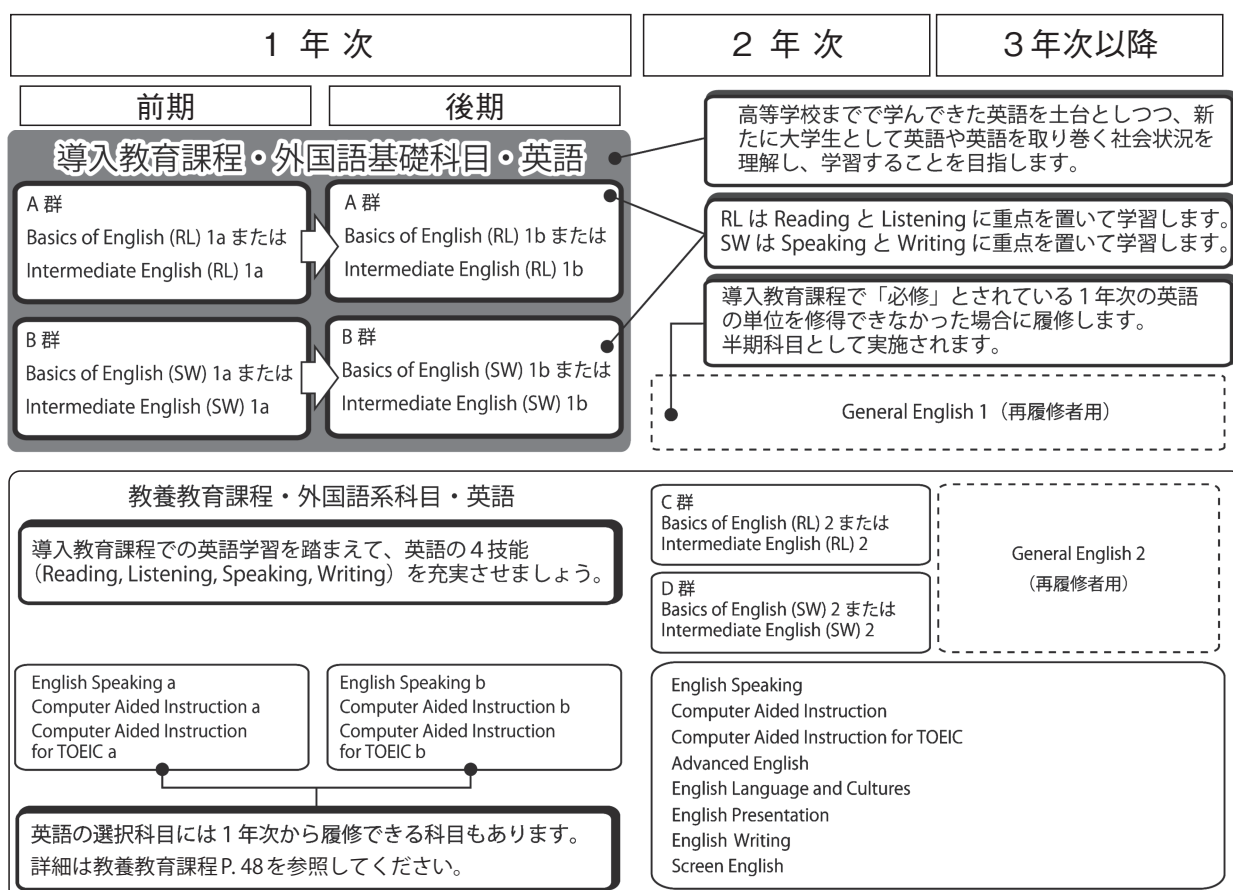 1 年 次
２ 年 次
３年次以降
前期
後期
導入教育課程・外国語基礎科目・英語
高等学校までで学んできた英語を土台としつつ、新
たに大学生として英語や英語を取り巻く社会状況を
理解し、学習することを目指します。
A 群
Basics of English (RL) 1a または
Intermediate English (RL) 1a
A 群
Basics of English (RL) 1b または
Intermediate English (RL) 1b
RL は Reading と Listening に重点を置いて学習します。
SW は Speaking と Writing に重点を置いて学習します。
B 群
Basics of English (SW) 1a または
Intermediate English (SW) 1a
B 群
Basics of English (SW) 1b または
Intermediate English (SW) 1b
導入教育課程で「必修」とされている１年次の英語
の単位を修得できなかった場合に履修します。
半期科目として実施されます。
General English 1（再履修者用）
教養教育課程・外国語系科目・英語
導入教育課程での英語学習を踏まえて、英語の４技能
（Reading, Listening, Speaking, Writing）を充実させましょう。
C 群
Basics of English (RL) 2 または
Intermediate English (RL) 2
D 群
Basics of English (SW) 2 または
Intermediate English (SW) 2
General English 2
（再履修者用）
English Speaking a
Computer Aided Instruction a
Computer Aided Instruction
for TOEIC a
English Speaking b
Computer Aided Instruction b
Computer Aided Instruction
for TOEIC b
English Speaking
Computer Aided Instruction
Computer Aided Instruction for TOEIC
Advanced English
English Language and Cultures
English Presentation
English Writing
Screen English
英語の選択科目には１年次から履修できる科目もあります。
詳細は教養教育課程 P. 48 を参照してください。